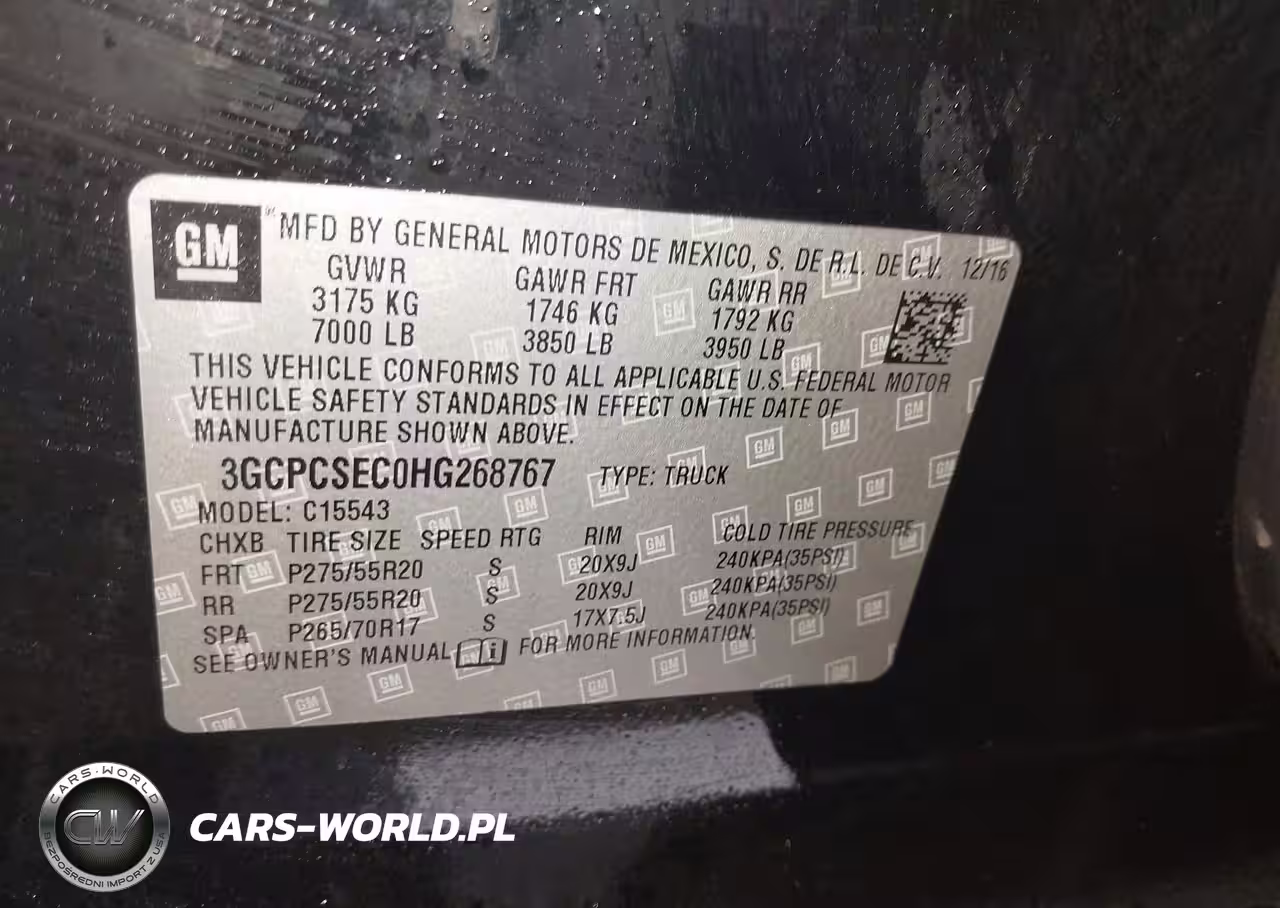 GM
MFD BY GENERAL MOTORS DE MEXICO, S. DE R.L. DE C.V. 12/16
GVWR GAWR FRT GAWR RR
3175 KG 1746 KG 1792 KG
7000 LB 3850 LB 3950 LB
THIS VEHICLE CONFORMS TO ALL APPLICABLE U.S. FEDERAL MOTOR
VEHICLE SAFETY STANDARDS IN EFFECT ON THE DATE OF
MANUFACTURE SHOWN ABOVE.
3GCPCSEC0HG268767 TYPE: TRUCK
MODEL: C15543
CHXB TIRE SIZE SPEED RTG RIM COLD TIRE PRESSURE
FRT P275/55R20 S 20X9J 240KPA(35PSI)
RR P275/55R20 S 20X9J 240KPA(35PSI)
SPA P265/70R17 S 17X7.5J 240KPA(35PSI)
SEE OWNER'S MANUAL i FOR MORE INFORMATION.
CARS-WORLD
CW
BEZPOŚREDNI IMPORT Z USA
CARS-WORLD.PL